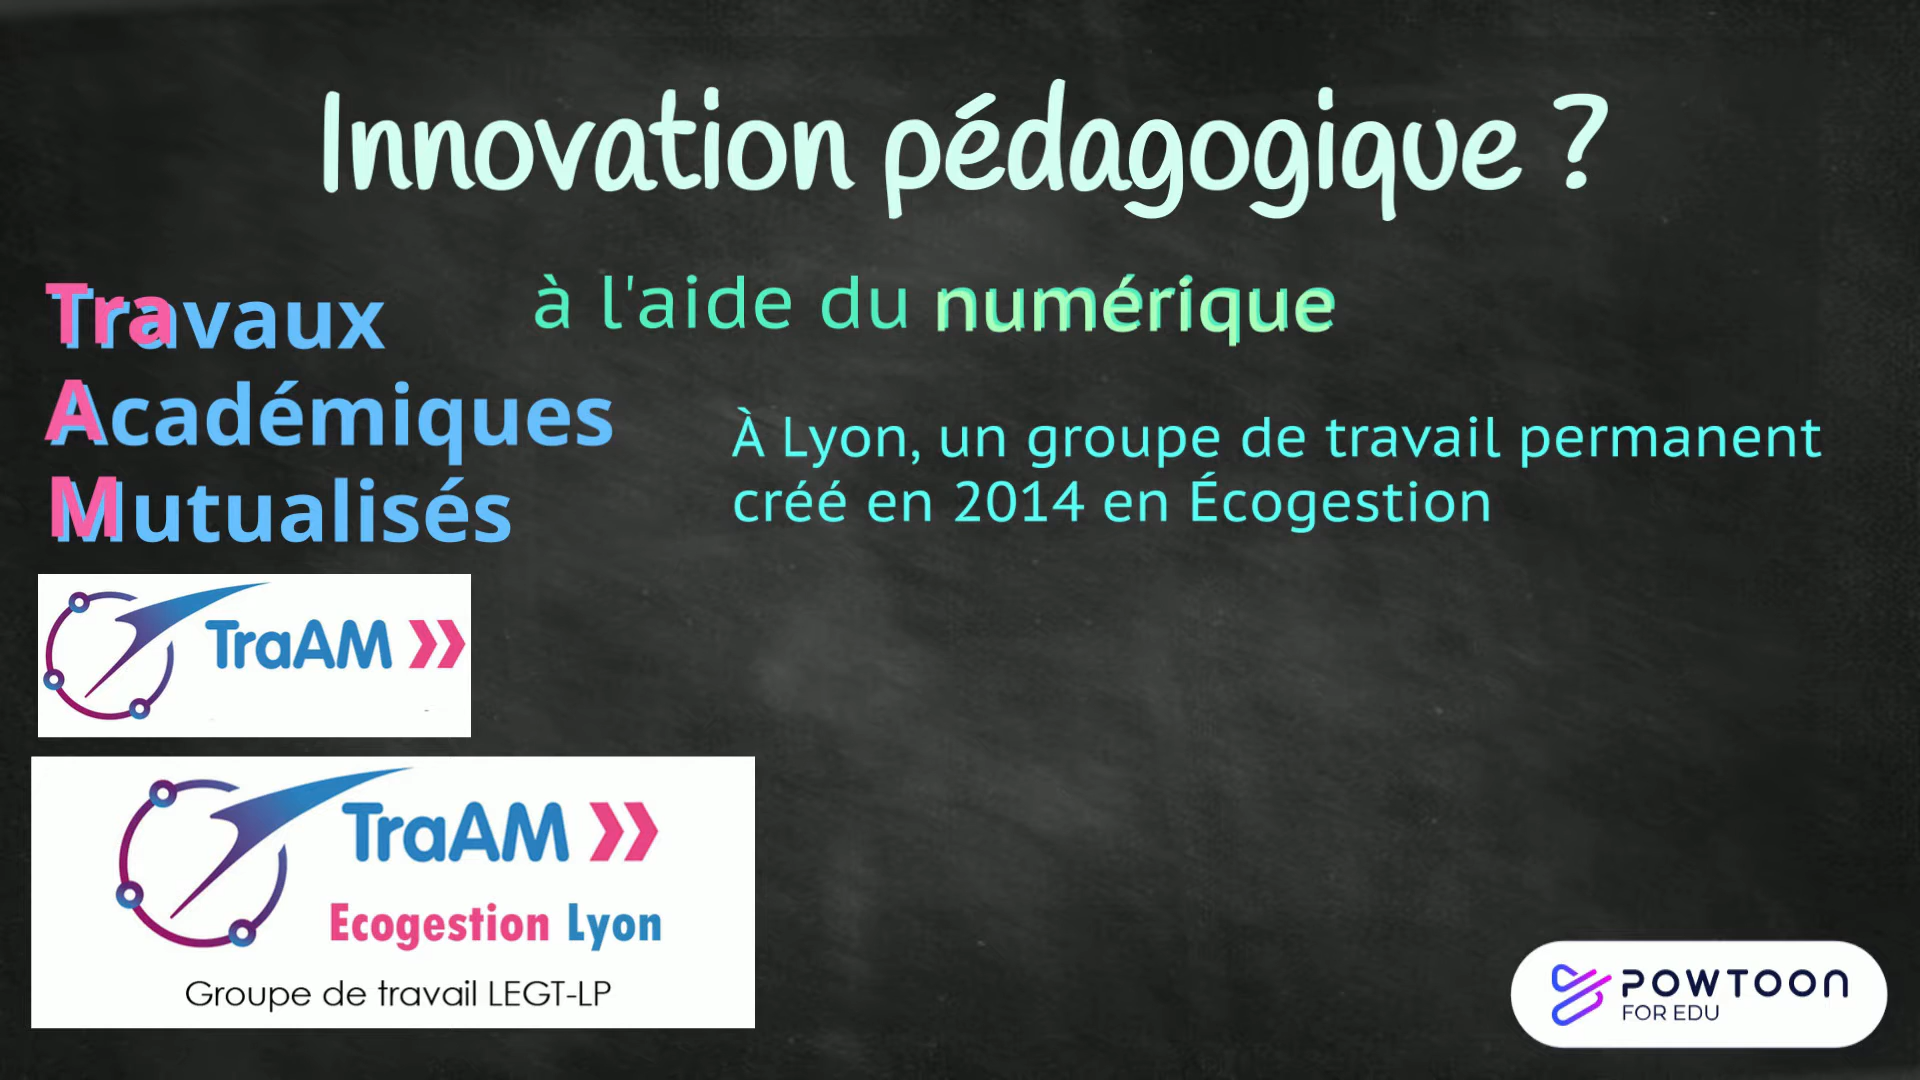 Innovation pédagogique ?
à l'aide du numérique
Travaux
Académiques
Mutualisés
À Lyon, un groupe de travail permanent
créé en 2014 en Écogestion
TraAM
TraAM
Ecogestion Lyon
Groupe de travail LEGT-LP
POWTOON
FOR EDU